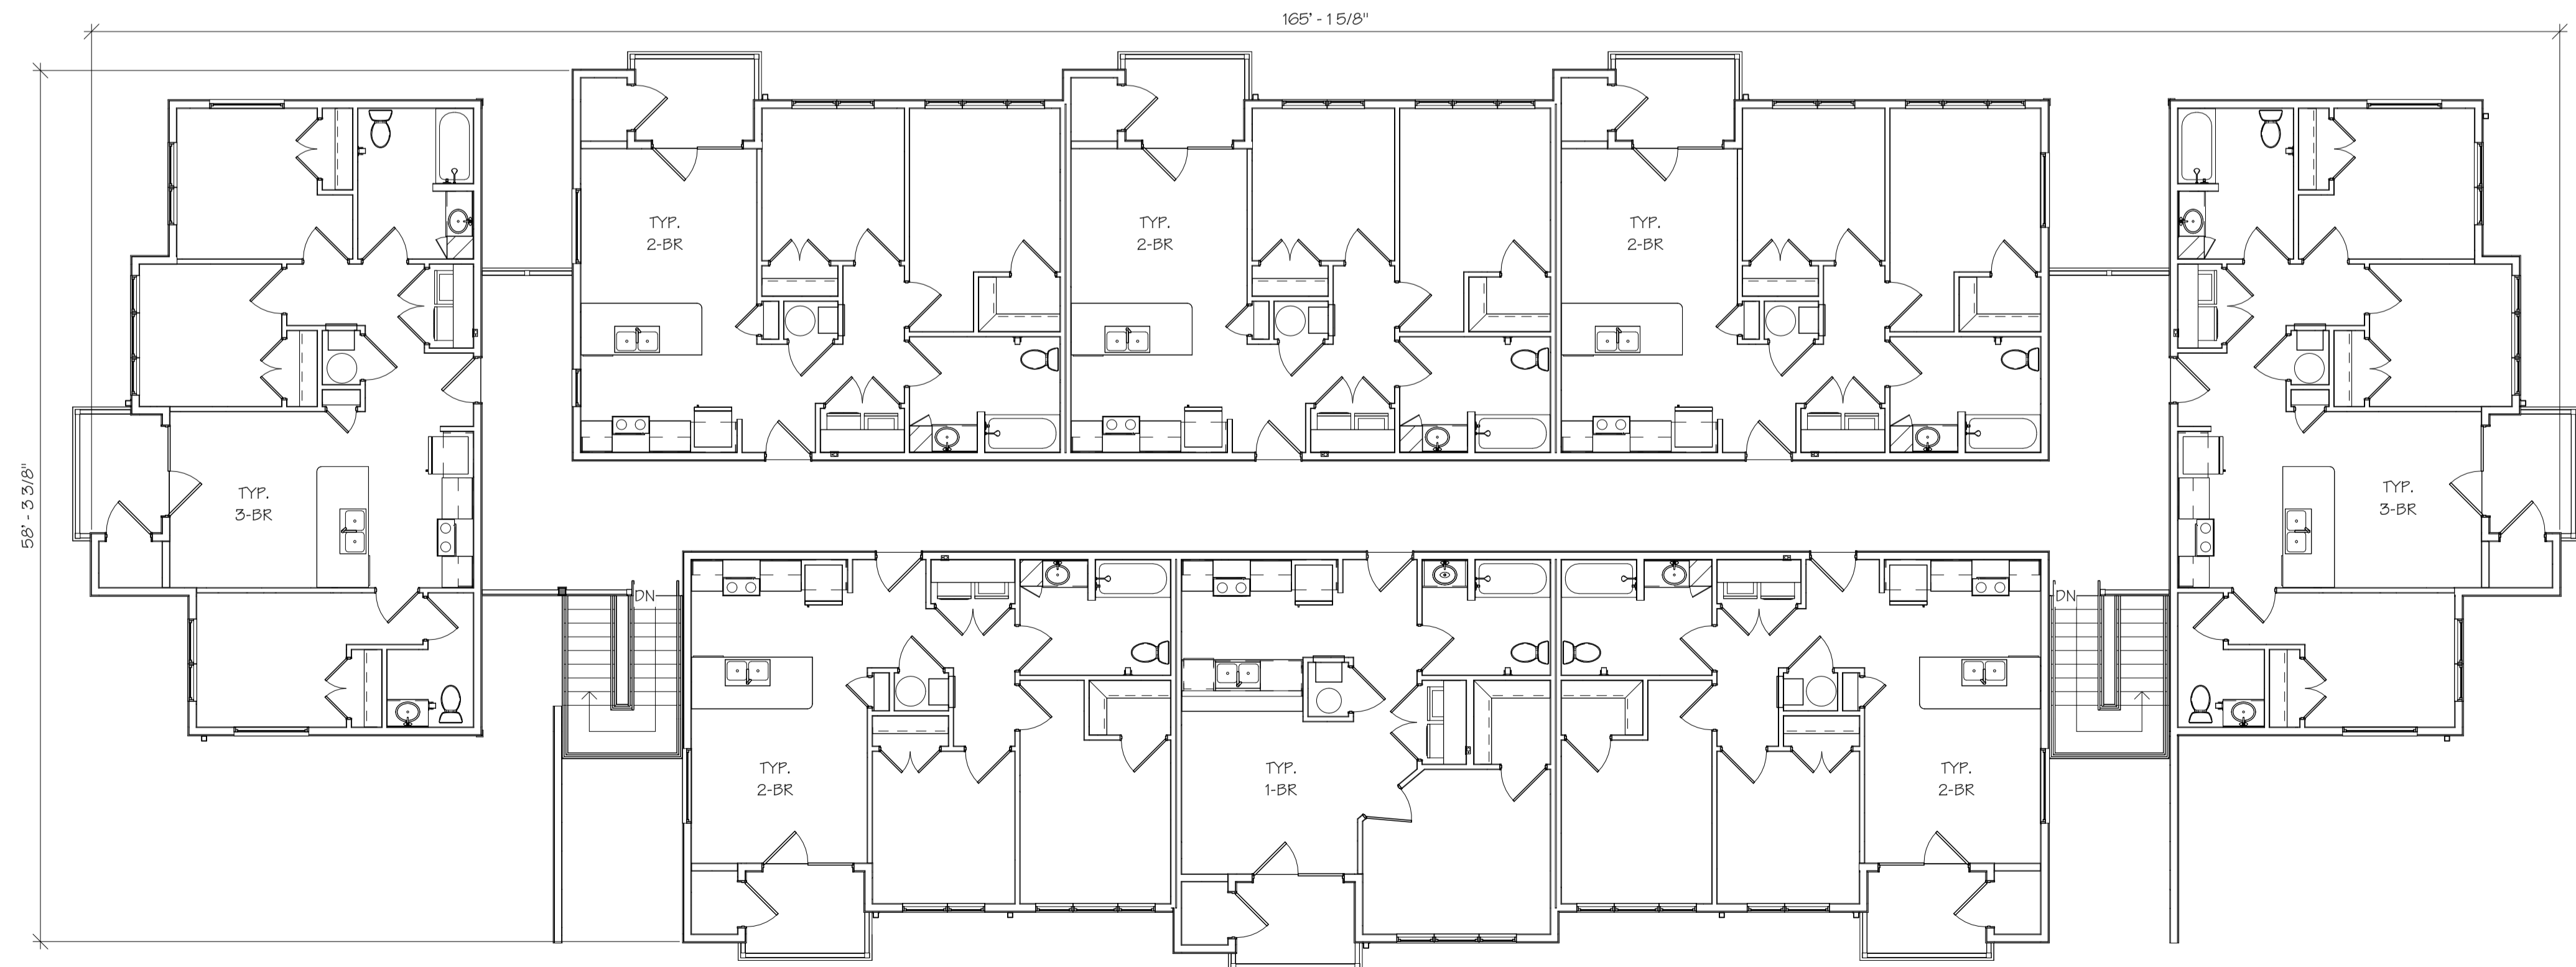 165' - 1 5/8"
TYP.
2-BR
TYP.
2-BR
TYP.
2-BR
58' - 3 3/8"
TYP.
3-BR
TYP.
3-BR
DN
DN
TYP.
2-BR
TYP.
1-BR
TYP.
2-BR